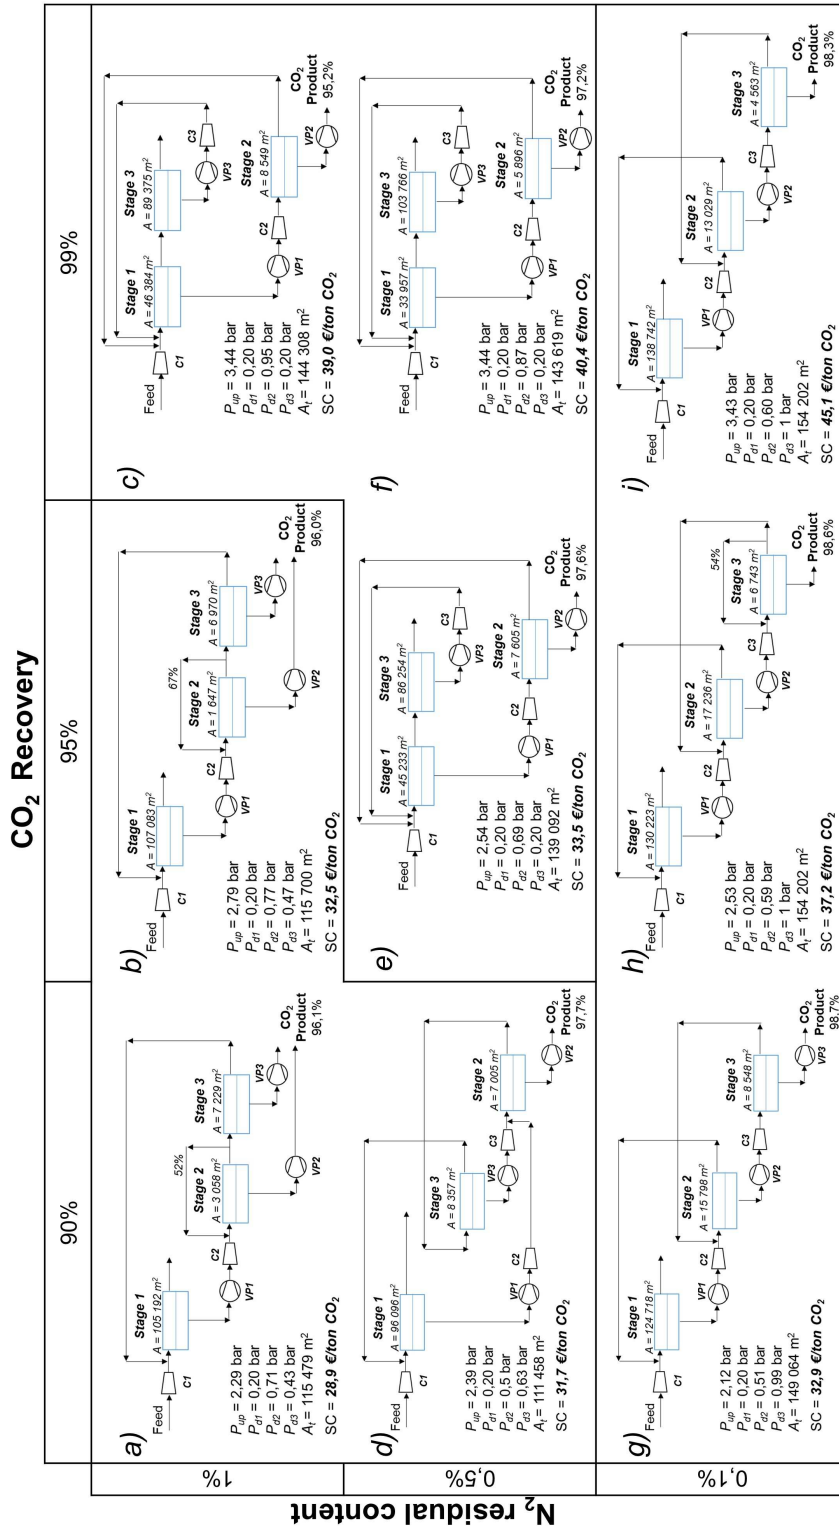 CO2 Recovery
90%
95%
99%
N2 residual content
1%
0,5%
0,1%
a)
Feed
C1
Stage 1
A = 105 192 m²
VP1
C2
52%
Stage 2
A = 3 058 m²
Stage 3
A = 7 229 m²
VP2
VP3
CO2
Product
96,1%
Pup = 2,29 bar
Pd1 = 0,20 bar
Pd2 = 0,71 bar
Pd3 = 0,43 bar
At = 115 479 m²
SC = 28,9 €/ton CO2
b)
Feed
C1
Stage 1
A = 107 083 m²
VP1
C2
67%
Stage 2
A = 1 647 m²
Stage 3
A = 6 970 m²
VP2
VP3
CO2
Product
96,0%
Pup = 2,79 bar
Pd1 = 0,20 bar
Pd2 = 0,77 bar
Pd3 = 0,47 bar
At = 115 700 m²
SC = 32,5 €/ton CO2
c)
Feed
C1
Stage 1
A = 46 384 m²
Stage 3
A = 89 375 m²
VP3
C3
VP1
C2
Stage 2
A = 8 549 m²
VP2
CO2
Product
95,2%
Pup = 3,44 bar
Pd1 = 0,20 bar
Pd2 = 0,95 bar
Pd3 = 0,20 bar
At = 144 308 m²
SC = 39,0 €/ton CO2
d)
Feed
C1
Stage 1
A = 96 096 m²
VP1
C2
Stage 3
A = 8 357 m²
VP3
C3
Stage 2
A = 7 005 m²
VP2
CO2
Product
97,7%
Pup = 2,39 bar
Pd1 = 0,20 bar
Pd2 = 0,5 bar
Pd3 = 0,63 bar
At = 111 458 m²
SC = 31,7 €/ton CO2
e)
Feed
C1
Stage 1
A = 45 233 m²
Stage 3
A = 86 254 m²
VP3
C3
VP1
C2
Stage 2
A = 7 605 m²
VP2
CO2
Product
97,6%
Pup = 2,54 bar
Pd1 = 0,20 bar
Pd2 = 0,69 bar
Pd3 = 0,20 bar
At = 139 092 m²
SC = 33,5 €/ton CO2
f)
Feed
C1
Stage 1
A = 33 957 m²
Stage 3
A = 103 766 m²
VP3
C3
VP1
C2
Stage 2
A = 5 896 m²
VP2
CO2
Product
97,2%
Pup = 3,44 bar
Pd1 = 0,20 bar
Pd2 = 0,87 bar
Pd3 = 0,20 bar
At = 143 619 m²
SC = 40,4 €/ton CO2
g)
Feed
C1
Stage 1
A = 124 718 m²
VP1
C2
Stage 2
A = 15 798 m²
VP2
C3
Stage 3
A = 8 548 m²
VP3
CO2
Product
98,7%
Pup = 2,12 bar
Pd1 = 0,20 bar
Pd2 = 0,51 bar
Pd3 = 0,99 bar
At = 149 064 m²
SC = 32,9 €/ton CO2
h)
Feed
C1
Stage 1
A = 130 223 m²
VP1
C2
Stage 2
A = 17 236 m²
VP2
C3
54%
Stage 3
A = 6 743 m²
CO2
Product
98,6%
Pup = 2,53 bar
Pd1 = 0,20 bar
Pd2 = 0,59 bar
Pd3 = 1 bar
At = 154 202 m²
SC = 37,2 €/ton CO2
i)
Feed
C1
Stage 1
A = 138 742 m²
VP1
C2
Stage 2
A = 13 029 m²
VP2
C3
Stage 3
A = 4 563 m²
CO2
Product
98,3%
Pup = 3,43 bar
Pd1 = 0,20 bar
Pd2 = 0,60 bar
Pd3 = 1 bar
At = 154 202 m²
SC = 45,1 €/ton CO2